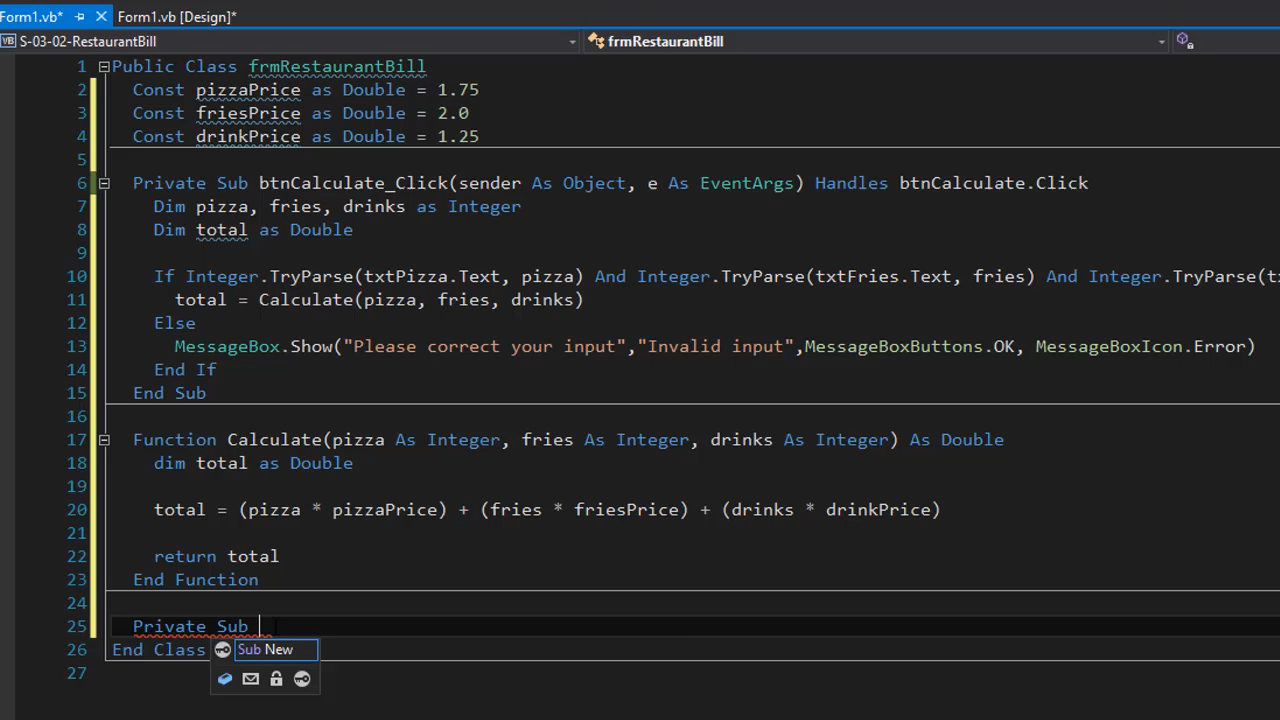 Form1.vb* Form1.vb [Design]*
VB S-03-02-RestaurantBill frmRestaurantBill
1 Public Class frmRestaurantBill
2 Const pizzaPrice as Double = 1.75
3 Const friesPrice as Double = 2.0
4 Const drinkPrice as Double = 1.25
5
6 Private Sub btnCalculate_Click(sender As Object, e As EventArgs) Handles btnCalculate.Click
7 Dim pizza, fries, drinks as Integer
8 Dim total as Double
9
10 If Integer.TryParse(txtPizza.Text, pizza) And Integer.TryParse(txtFries.Text, fries) And Integer.TryParse(t
11 total = Calculate(pizza, fries, drinks)
12 Else
13 MessageBox.Show("Please correct your input","Invalid input",MessageBoxButtons.OK, MessageBoxIcon.Error)
14 End If
15 End Sub
16
17 Function Calculate(pizza As Integer, fries As Integer, drinks As Integer) As Double
18 dim total as Double
19
20 total = (pizza * pizzaPrice) + (fries * friesPrice) + (drinks * drinkPrice)
21
22 return total
23 End Function
24
25 Private Sub
26 End Class
Sub New
27